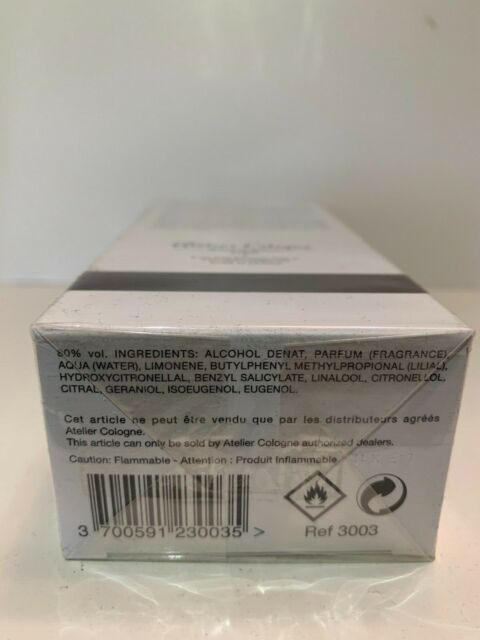 Atelier Cologne
80% vol. INGREDIENTS: ALCOHOL DENAT, PARFUM (FRAGRANCE),
AQUA (WATER), LIMONENE, BUTYLPHENYL METHYLPROPIONAL (LILIAL),
HYDROXYCITRONELLAL, BENZYL SALICYLATE, LINALOOL, CITRONELLOL,
CITRAL, GERANIOL, ISOEUGENOL, EUGENOL.
Cet article ne peut être vendu que par les distributeurs agréés
Atelier Cologne.
This article can only be sold by Atelier Cologne authorized dealers.
Caution: Flammable - Attention : Produit Inflammable
3 700591 230035 >
Ref 3003